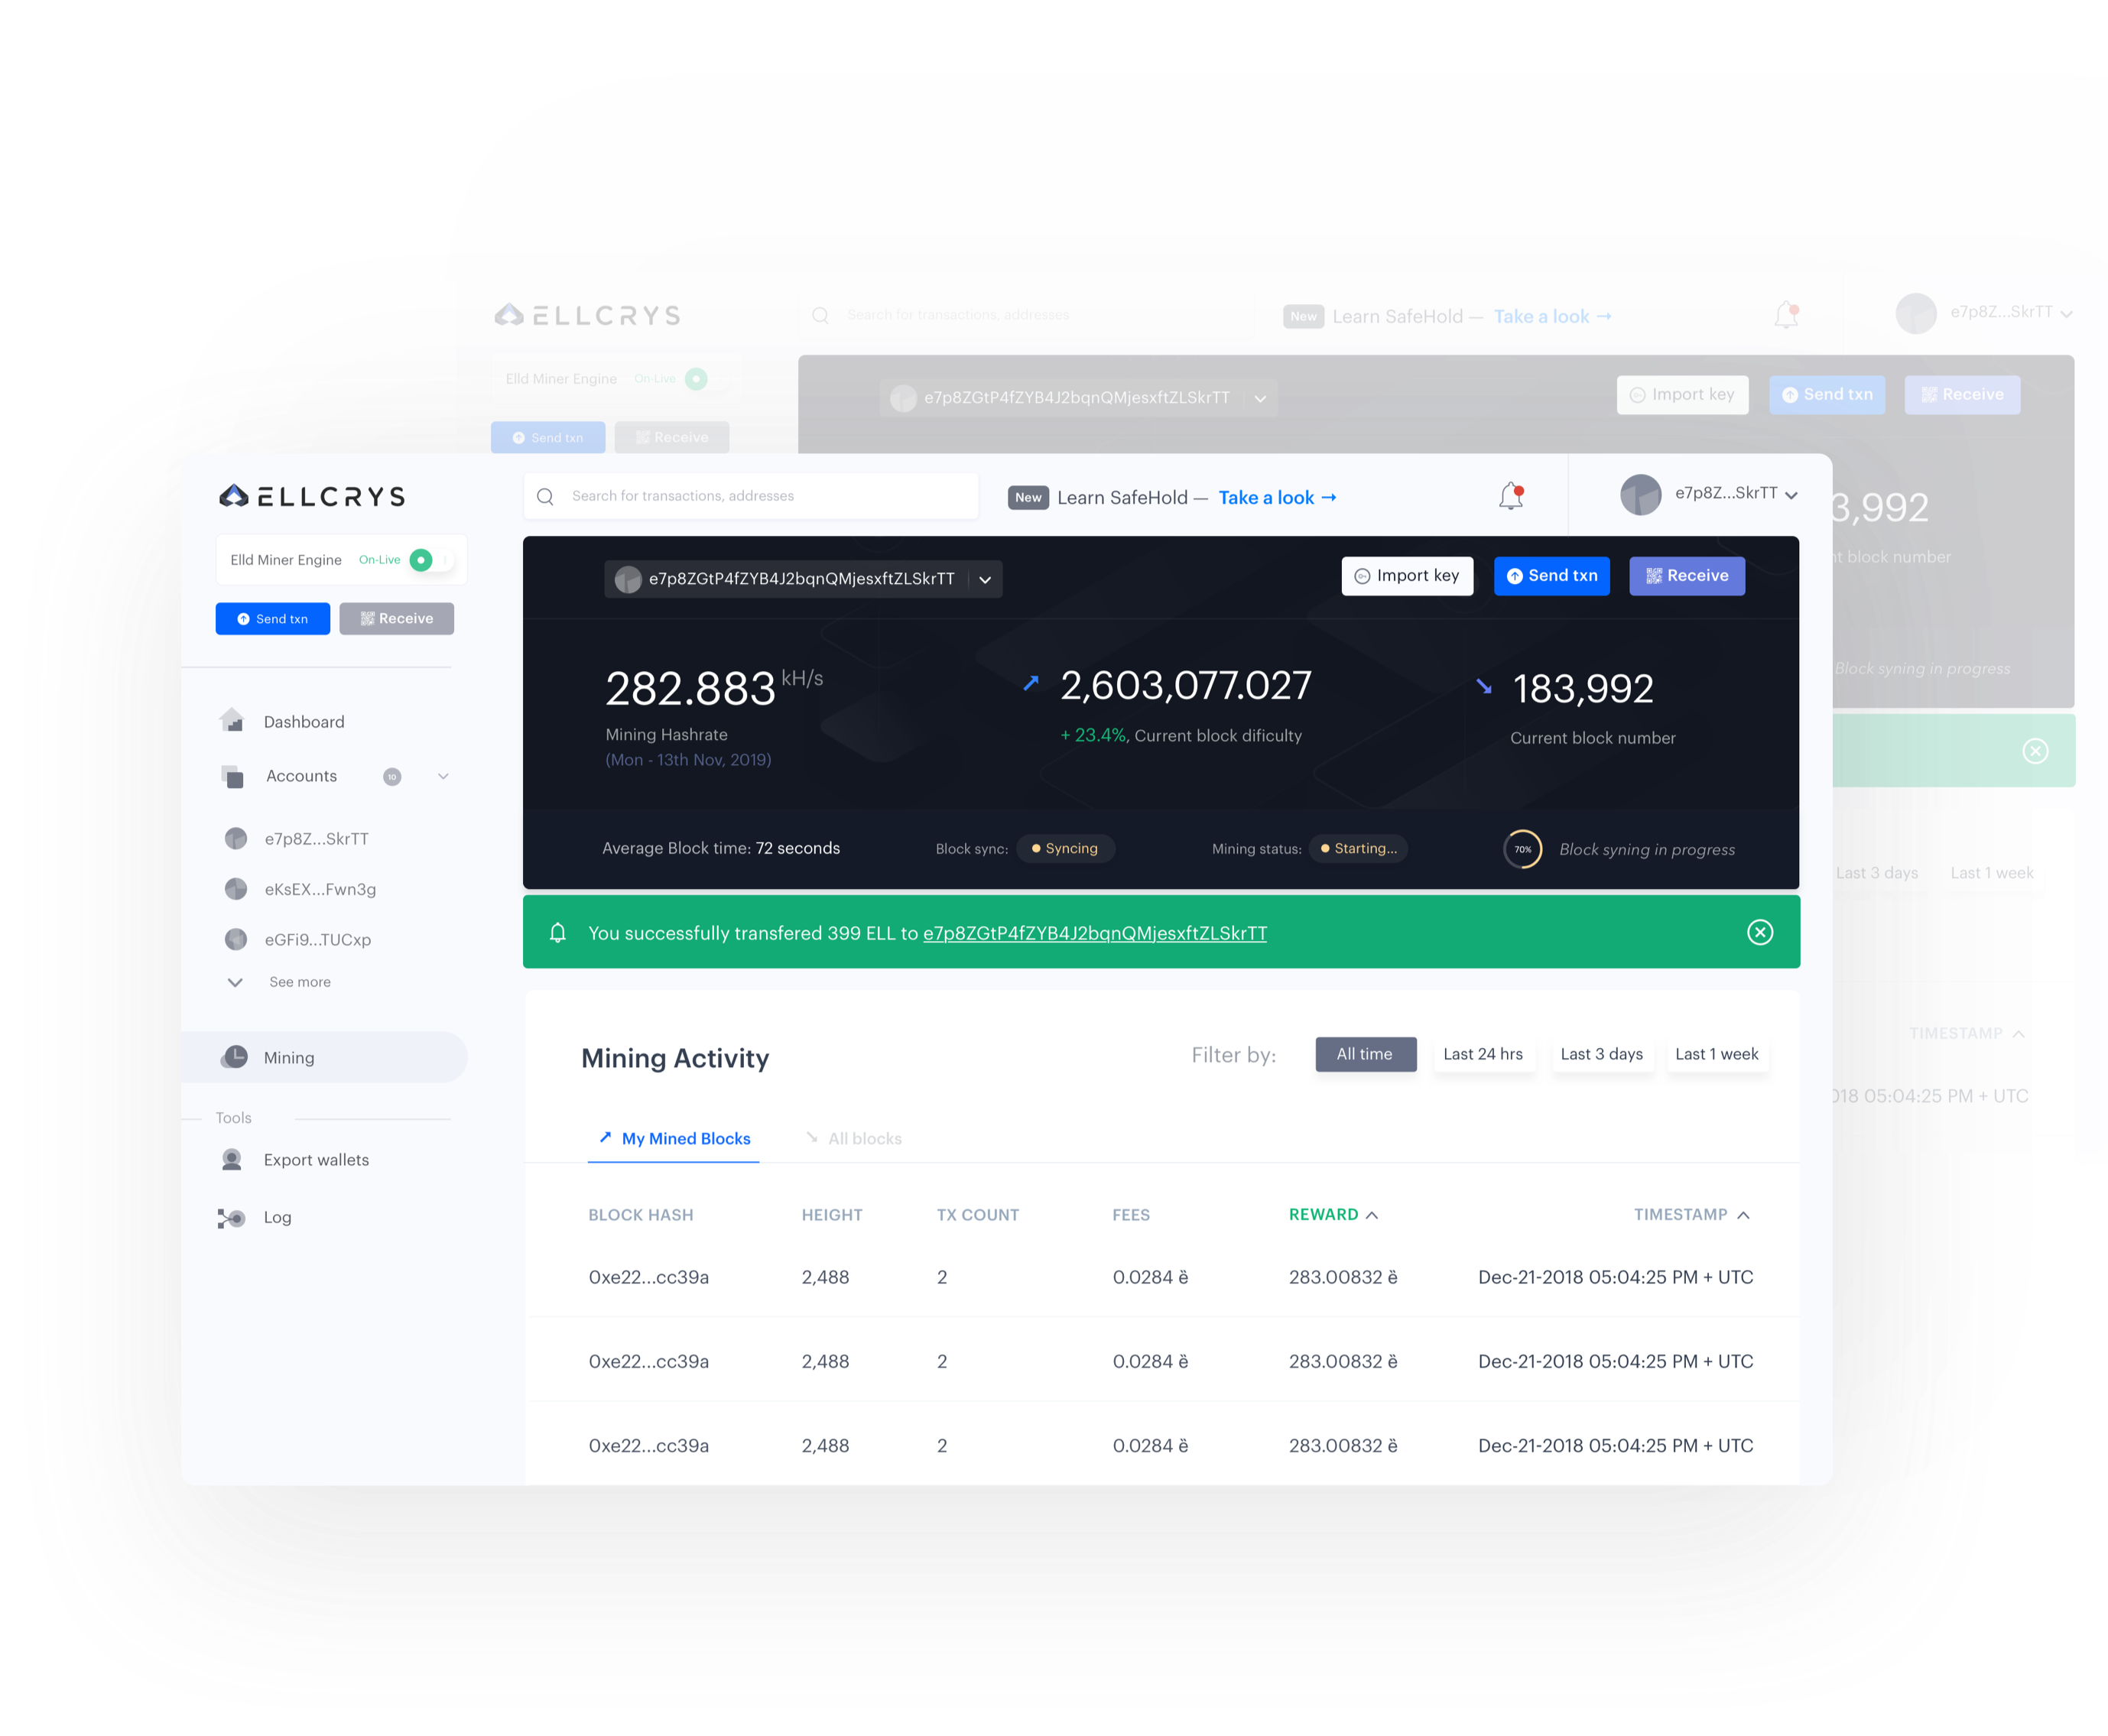 ELLCRYS
Search for transactions, addresses
New Learn SafeHold — Take a look →
e7p8Z...SkrTT
Elld Miner Engine On-Live
e7p8ZGtP4fZYB4J2bqnQMjesxftZLSkrTT
Import key
Send txn
Receive
Send txn
Receive
3,992
nt block number
Block syning in progress
Last 3 days
Last 1 week
TIMESTAMP
018 05:04:25 PM + UTC
ELLCRYS
Search for transactions, addresses
New Learn SafeHold — Take a look →
e7p8Z...SkrTT
Elld Miner Engine On-Live
Send txn
Receive
Dashboard
Accounts 10
e7p8Z...SkrTT
eKsEX...Fwn3g
eGFi9...TUCxp
See more
Mining
Tools
Export wallets
Log
e7p8ZGtP4fZYB4J2bqnQMjesxftZLSkrTT
Import key
Send txn
Receive
282.883 kH/s
Mining Hashrate
(Mon - 13th Nov, 2019)
2,603,077.027
+ 23.4%, Current block dificulty
183,992
Current block number
Average Block time: 72 seconds
Block sync: Syncing
Mining status: Starting...
70% Block syning in progress
You successfully transfered 399 ELL to e7p8ZGtP4fZYB4J2bqnQMjesxftZLSkrTT
Mining Activity
Filter by: All time Last 24 hrs Last 3 days Last 1 week
My Mined Blocks All blocks
BLOCK HASH HEIGHT TX COUNT FEES REWARD TIMESTAMP
0xe22...cc39a 2,488 2 0.0284 ȅ 283.00832 ȅ Dec-21-2018 05:04:25 PM + UTC
0xe22...cc39a 2,488 2 0.0284 ȅ 283.00832 ȅ Dec-21-2018 05:04:25 PM + UTC
0xe22...cc39a 2,488 2 0.0284 ȅ 283.00832 ȅ Dec-21-2018 05:04:25 PM + UTC